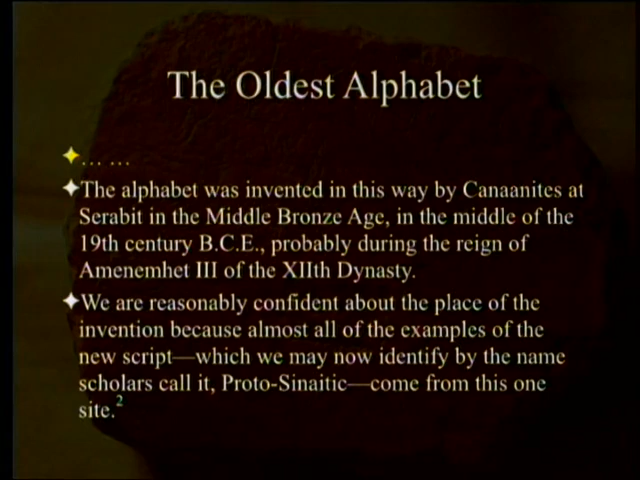 The Oldest Alphabet
... ...
The alphabet was invented in this way by Canaanites at
Serabit in the Middle Bronze Age, in the middle of the
19th century B.C.E., probably during the reign of
Amenemhet III of the XIIth Dynasty.
We are reasonably confident about the place of the
invention because almost all of the examples of the
new script—which we may now identify by the name
scholars call it, Proto-Sinaitic—come from this one
site.2